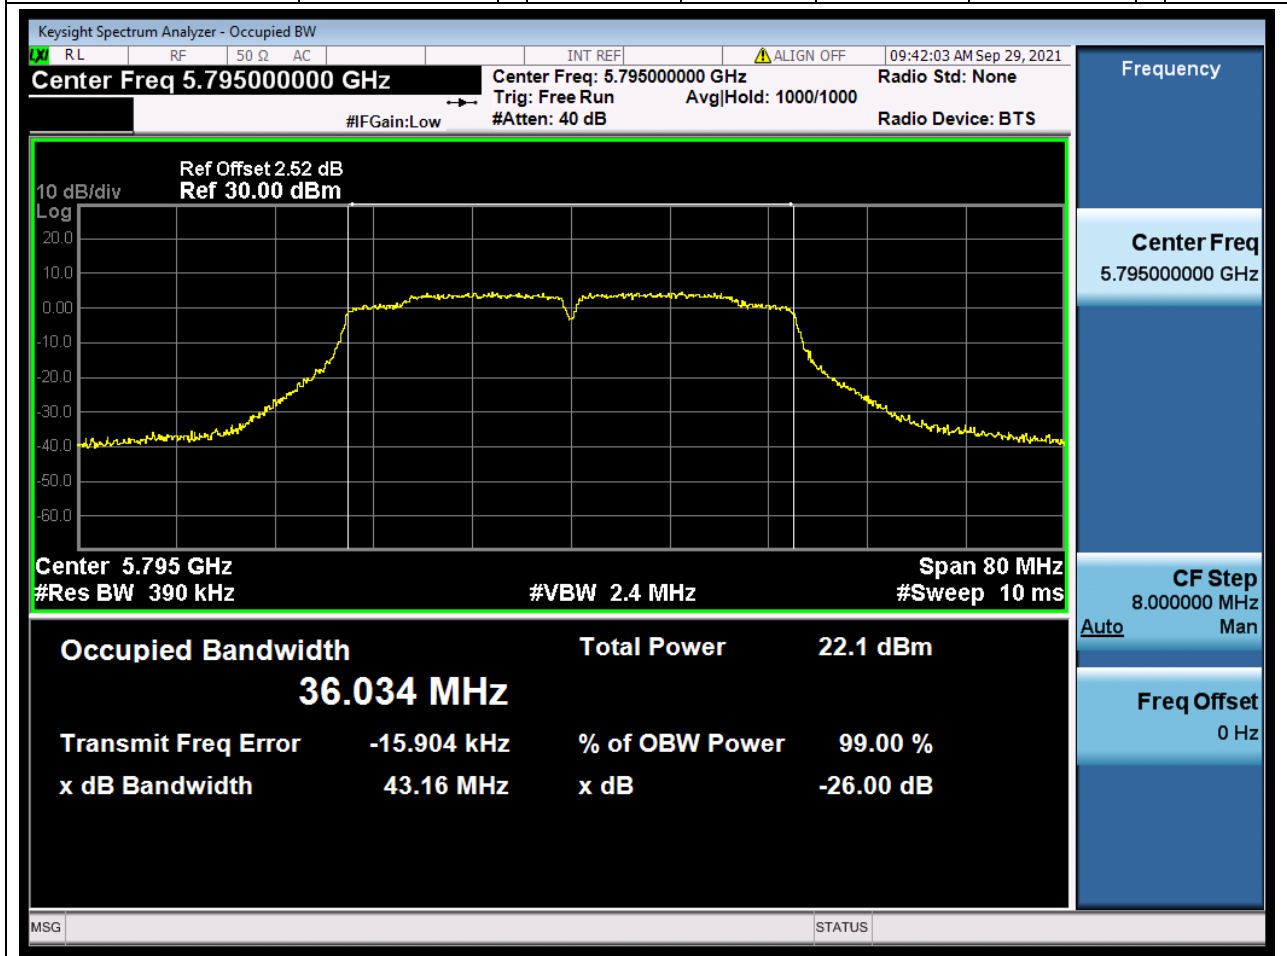 Keysight Spectrum Analyzer - Occupied BW
LXI RL RF 50 Ω AC INT REF ALIGN OFF 09:42:03 AM Sep 29, 2021
Center Freq 5.795000000 GHz Center Freq: 5.795000000 GHz Radio Std: None
Trig: Free Run Avg|Hold: 1000/1000
#IFGain:Low #Atten: 40 dB Radio Device: BTS
Ref Offset 2.52 dB
10 dB/div Ref 30.00 dBm
Log
20.0
10.0
0.00
-10.0
-20.0
-30.0
-40.0
-50.0
-60.0
Center 5.795 GHz Span 80 MHz
#Res BW 390 kHz #VBW 2.4 MHz #Sweep 10 ms
Occupied Bandwidth Total Power 22.1 dBm
36.034 MHz
Transmit Freq Error -15.904 kHz % of OBW Power 99.00 %
x dB Bandwidth 43.16 MHz x dB -26.00 dB
MSG STATUS
Frequency
Center Freq
5.795000000 GHz
CF Step
8.000000 MHz
Auto Man
Freq Offset
0 Hz